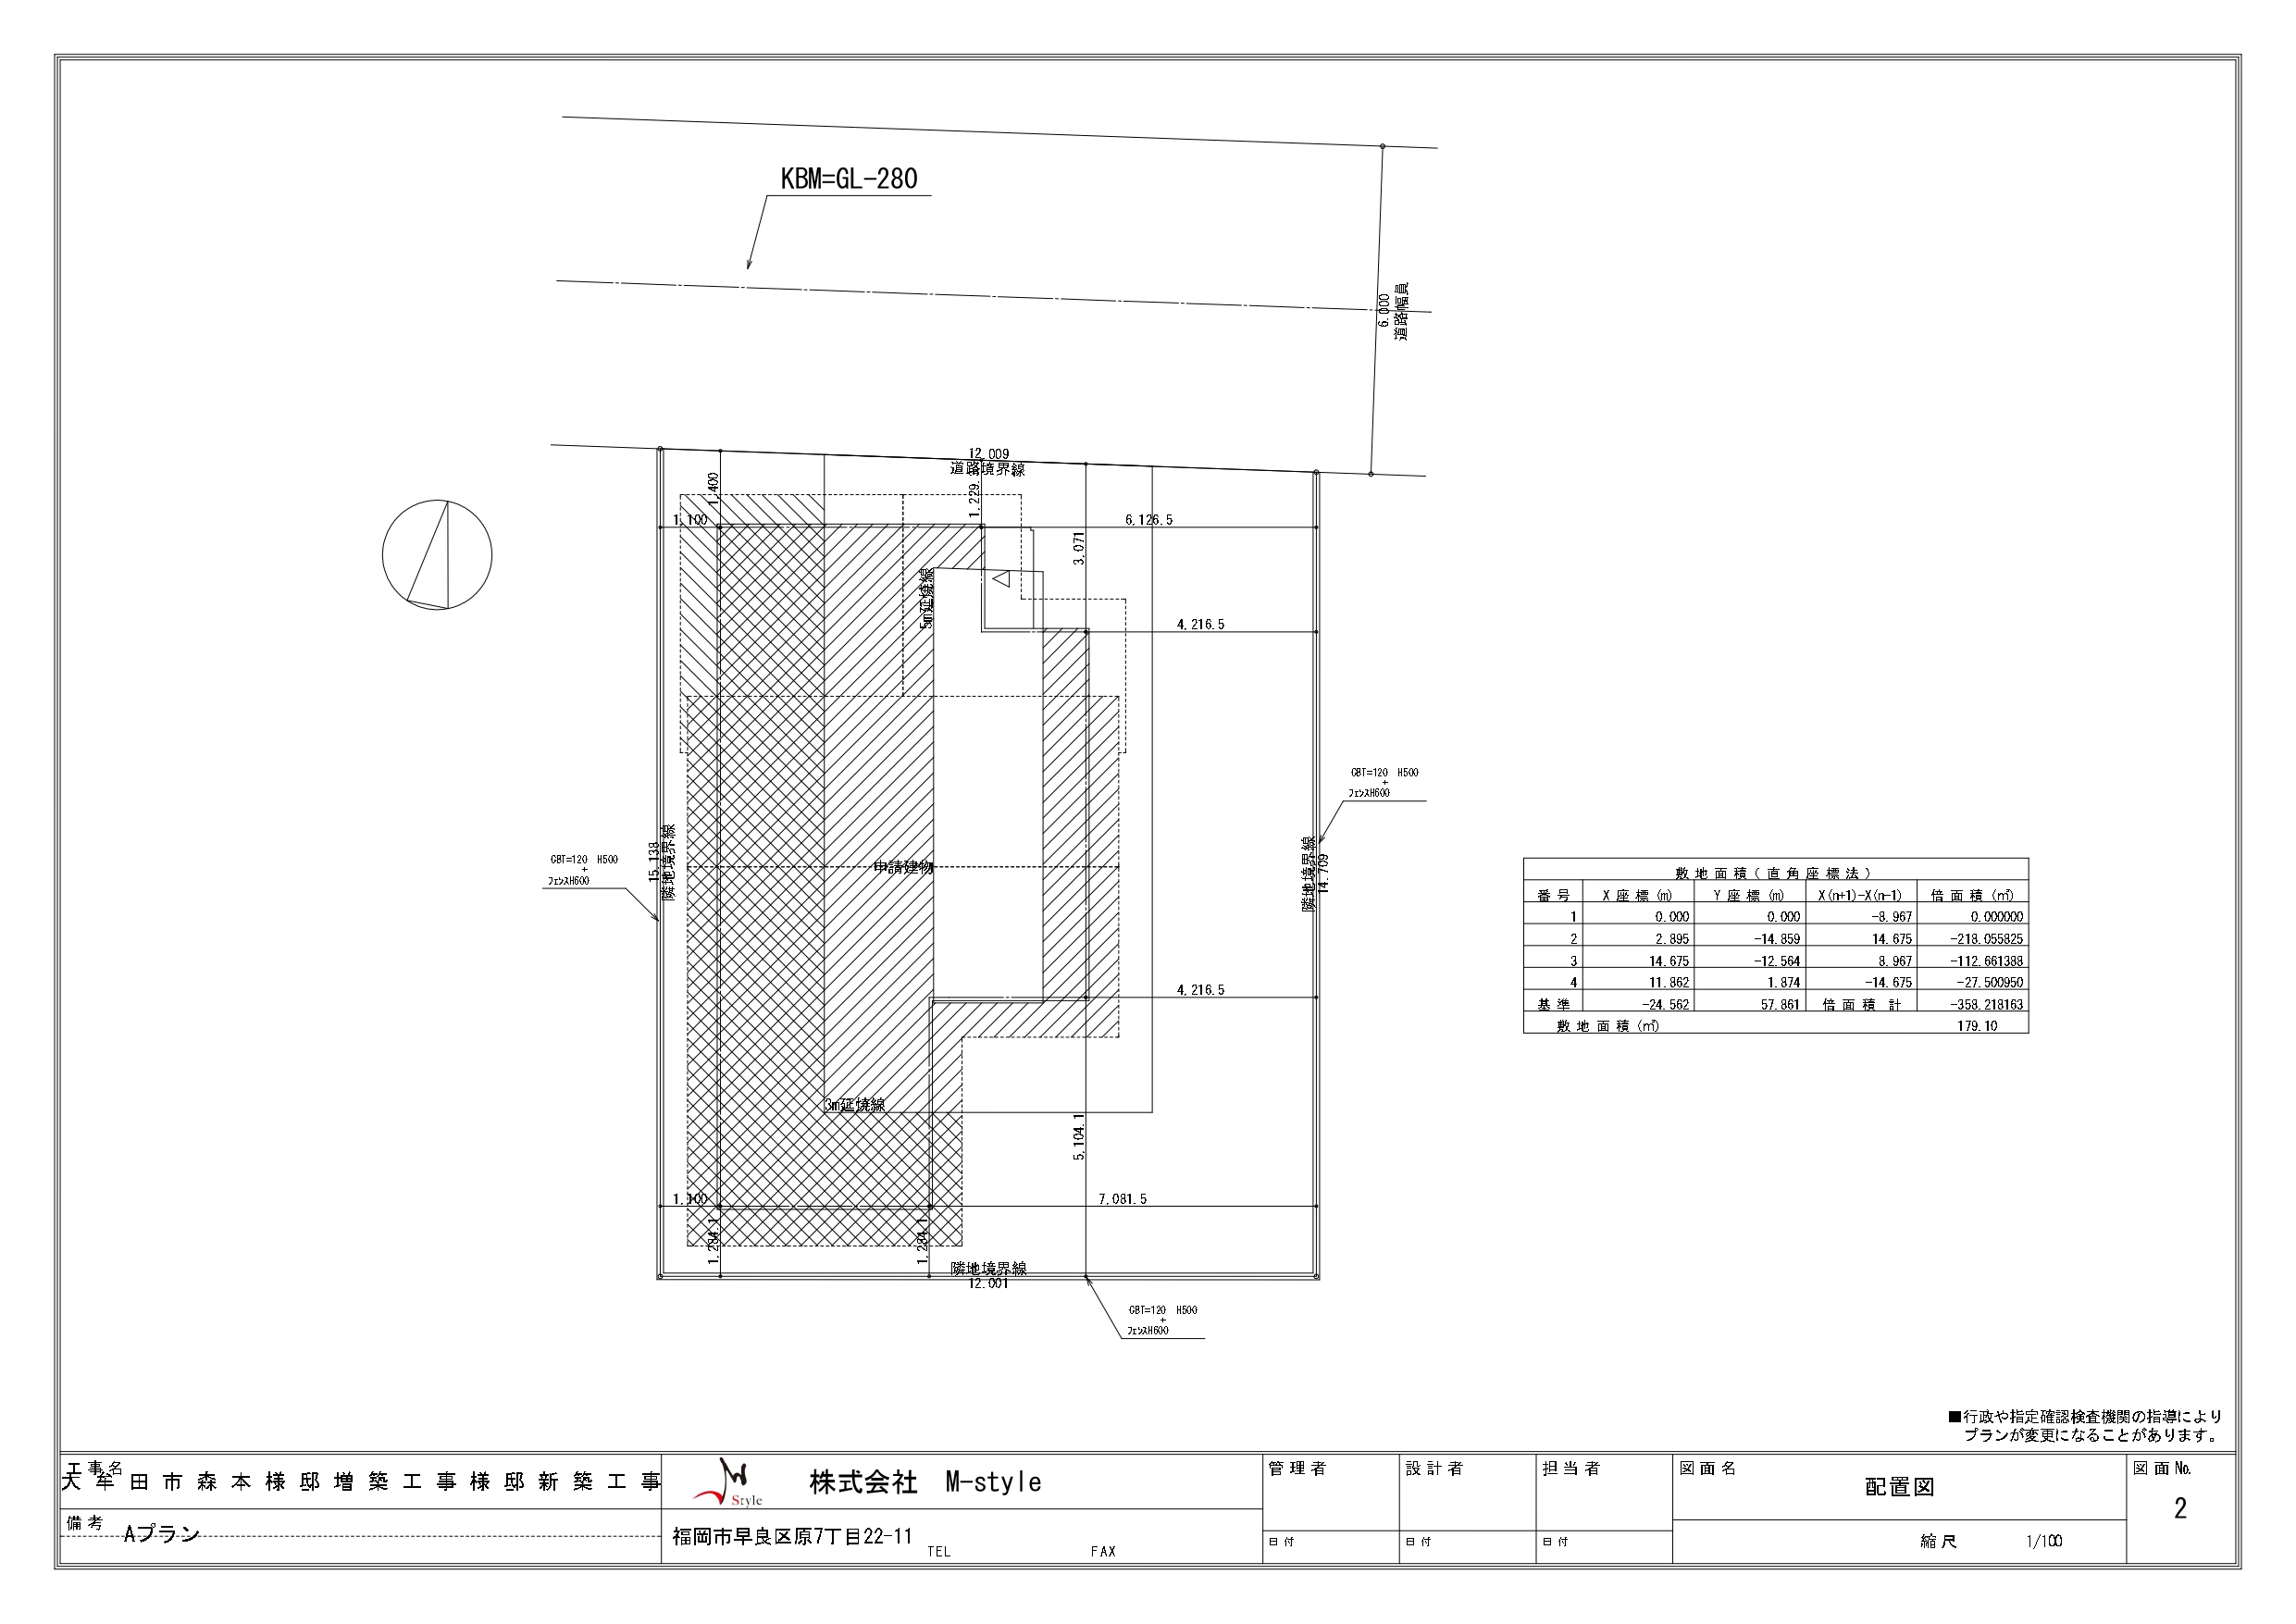 KBM=GL-280
6.000
道路幅員
12.009
道路境界線
1.400
1.229.
1.100
6.126.5
3.071
5m延焼線
4.216.5
GBT=120 H500
+
フェンスH600
隣地境界線
14.709
15.138
隣地境界線
GBT=120 H500
+
フェンスH600
申請建物
4.216.5
3m延焼線
5.104.1
1.100
7.081.5
1.284.1
1.284.1
隣地境界線
12.001
GBT=120 H500
+
フェンスH600
敷地面積(直角座標法)
番号 X座標(m) Y座標(m) X(n+1)-X(n-1) 倍面積(㎡)
1 0.000 0.000 -8.967 0.000000
2 2.895 -14.859 14.675 -218.055825
3 14.675 -12.564 8.967 -112.661388
4 11.862 1.874 -14.675 -27.500950
基準 -24.562 57.861 倍面積 計 -358.218163
敷地面積(㎡) 179.10
■行政や指定確認検査機関の指導により
プランが変更になることがあります。
工事名
大牟田市森本様邸増築工事様邸新築工事
備考 Aプラン
Style
株式会社 M-style
福岡市早良区原7丁目22-11
TEL FAX
管理者 設計者 担当者
日付 日付 日付
図面名
配置図
縮尺 1/100
図面No.
2